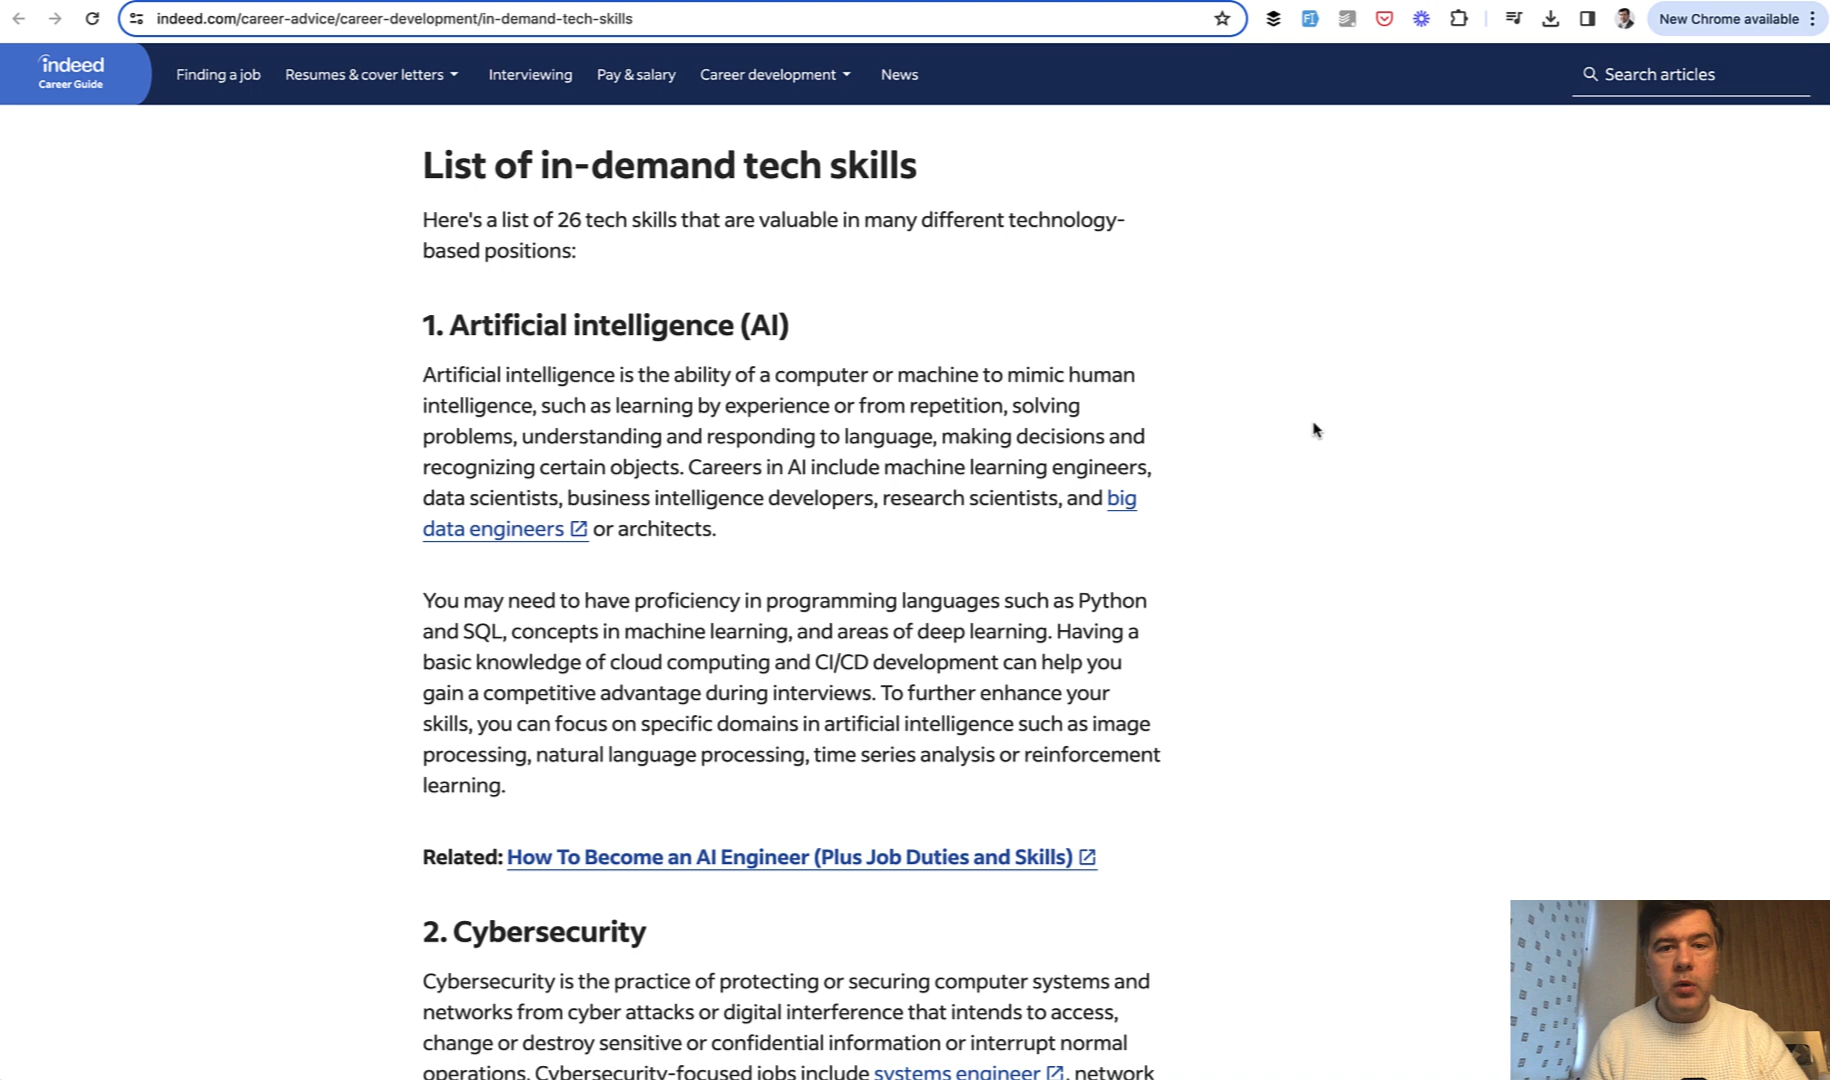 indeed.com/career-advice/career-development/in-demand-tech-skills
New Chrome available
indeed
Career Guide
Finding a job
Resumes & cover letters
Interviewing
Pay & salary
Career development
News
Search articles
List of in-demand tech skills
Here's a list of 26 tech skills that are valuable in many different technology-
based positions:
1. Artificial intelligence (AI)
Artificial intelligence is the ability of a computer or machine to mimic human
intelligence, such as learning by experience or from repetition, solving
problems, understanding and responding to language, making decisions and
recognizing certain objects. Careers in AI include machine learning engineers,
data scientists, business intelligence developers, research scientists, and big
data engineers or architects.
You may need to have proficiency in programming languages such as Python
and SQL, concepts in machine learning, and areas of deep learning. Having a
basic knowledge of cloud computing and CI/CD development can help you
gain a competitive advantage during interviews. To further enhance your
skills, you can focus on specific domains in artificial intelligence such as image
processing, natural language processing, time series analysis or reinforcement
learning.
Related: How To Become an AI Engineer (Plus Job Duties and Skills)
2. Cybersecurity
Cybersecurity is the practice of protecting or securing computer systems and
networks from cyber attacks or digital interference that intends to access,
change or destroy sensitive or confidential information or interrupt normal
operations. Cybersecurity-focused jobs include systems engineer, network